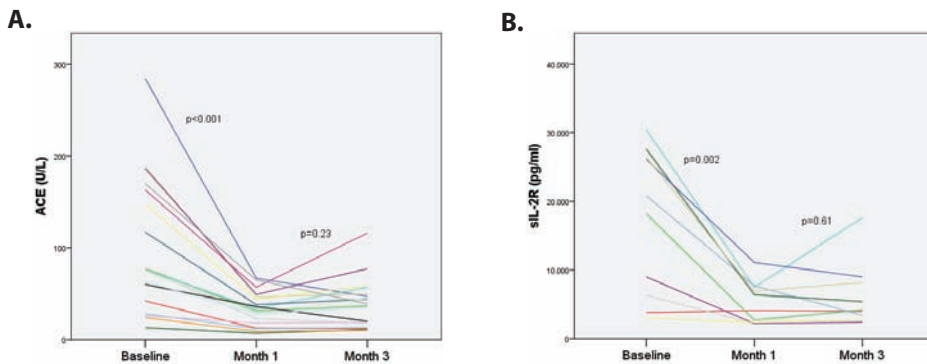 A.
300
p<0.001
200
ACE (U/L)
p=0.23
100
0
Baseline Month 1 Month 3
B.
40.000
30.000
p=0.002
sIL-2R (pg/ml)
20.000
p=0.61
10.000
0
Baseline Month 1 Month 3